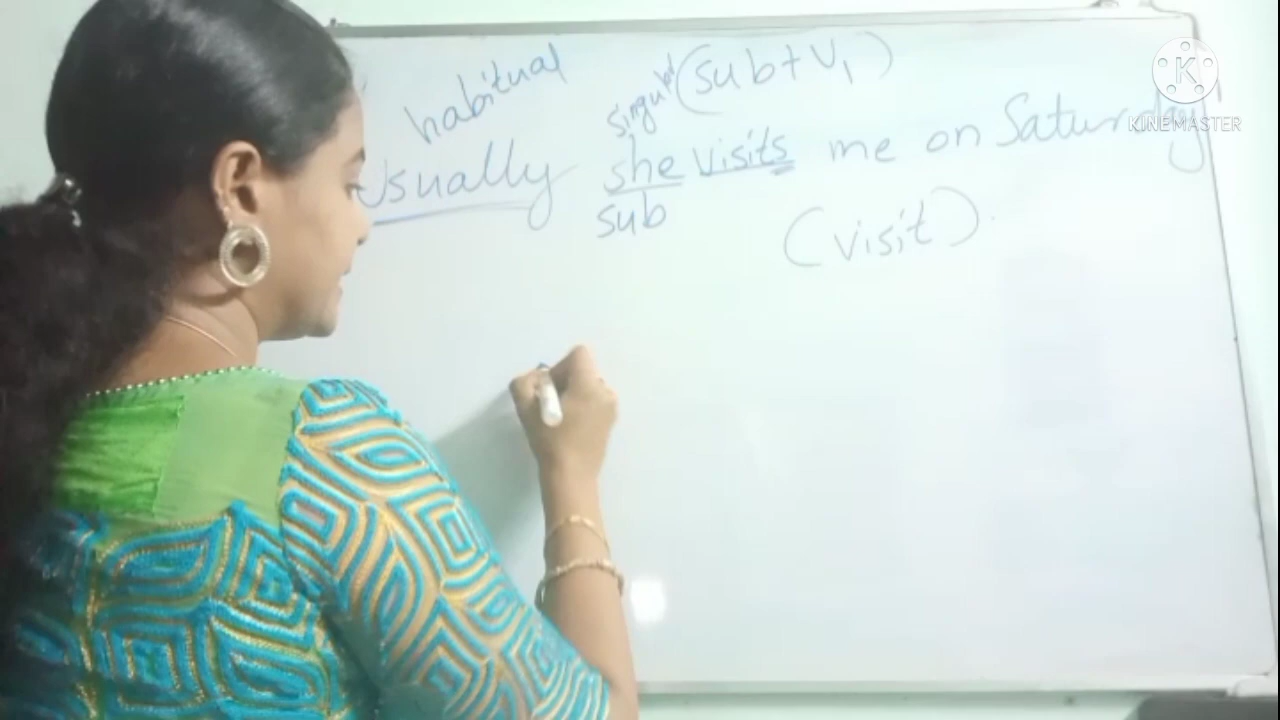 habitual singular (sub + V1)
Usually she visits me on Saturday
sub (visit).
KINEMASTER